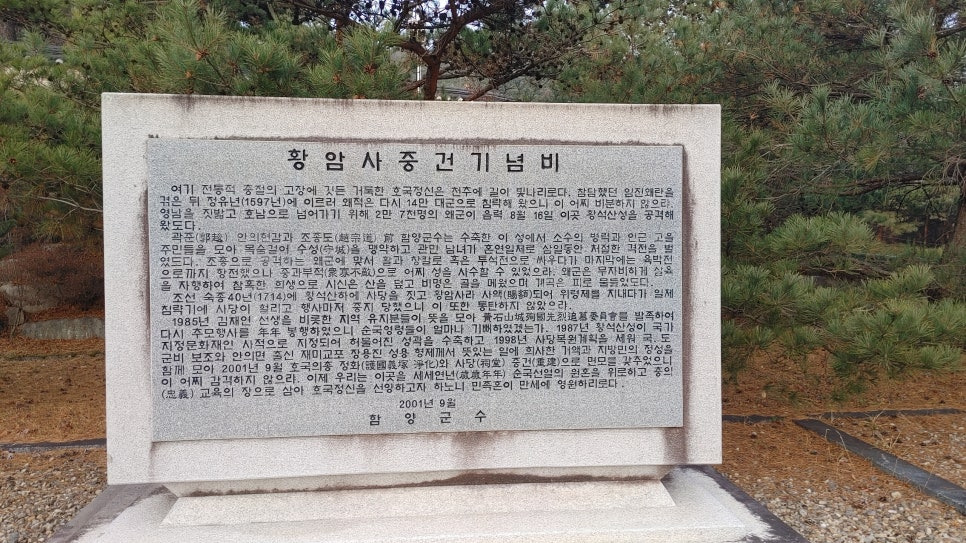 황암사중건기념비
여기 전통적 충절의 고장에 깃든 거룩한 호국정신은 천추에 길이 빛나리로다. 참담했던 임진왜란을
겪은 뒤 정유년(1597년)에 이르러 왜적은 다시 14만 대군으로 침략해 왔으니 이 어찌 비분하지 않으랴.
영남을 짓밟고 호남으로 넘어가기 위해 2만 7천명의 왜군이 음력 8월 16일 이곳 황석산성을 공격해
왔도다.
곽준(郭䞭) 안의현감과 조종도(趙宗道) 前 함양군수는 수축한 이 성에서 소수의 병력과 인근 고을
주민들을 모아 목숨걸어 수성(守城)을 맹약하고 관민 남녀가 혼연일체로 삼일동안 처절한 격전을 벌
였드다. 조총으로 공격하는 왜군에 맞서 활과 창칼로 혹은 투석전으로 싸우다가 마지막에는 육박전
으로까지 항전했으나 중과부적(衆寡不敵)으로 어찌 성을 사수할 수 있었으랴. 왜군은 무자비하게 살육
을 자행하여 참혹한 희생으로 시신은 산을 덮고 비명은 골을 메웠으며 계곡은 피로 물들었도다.
조선 숙종40년(1714)에 황석산하에 사당을 짓고 황암사라 사액(賜額)되어 위령제를 지내다가 일제
침략기에 사당이 헐리고 행사마저 중지 당했으니 이 또한 통탄하지 않았으랴.
1985년 김재연 선생을 비롯한 지역 유지분들이 뜻을 모아 黃石山城殉國先烈追慕委員會를 발족하여
다시 추모행사를 年年 봉행하였으니 순국영령들이 얼마나 기뻐하였겠는가. 1987년 황석산성이 국가
지정문화재안 시적으로 지정되어 허물어진 성곽을 수축하고 1998년 사당복원계획을 세워 국. 도.
군비 보조와 안의면 출신 재미교포 장용진 성용 형제께서 뜻있는 일에 희사한 거액과 지방민의 정성을
함께 모아 2001년 9월 호국의총 정화(護國義塚 淨化)와 사당(祠堂) 중건(重建)으로 면모를 갖추었으니
이 어찌 감격하지 않으랴. 이제 우리는 이곳을 세세연년(歲歲年年) 순국선열의 원혼을 위로하고 충의
(忠義) 교육의 장으로 삼아 호국정신을 선양하고자 하노니 민족혼이 만세에 영원하리로다.
2001년 9월
함 양 군 수